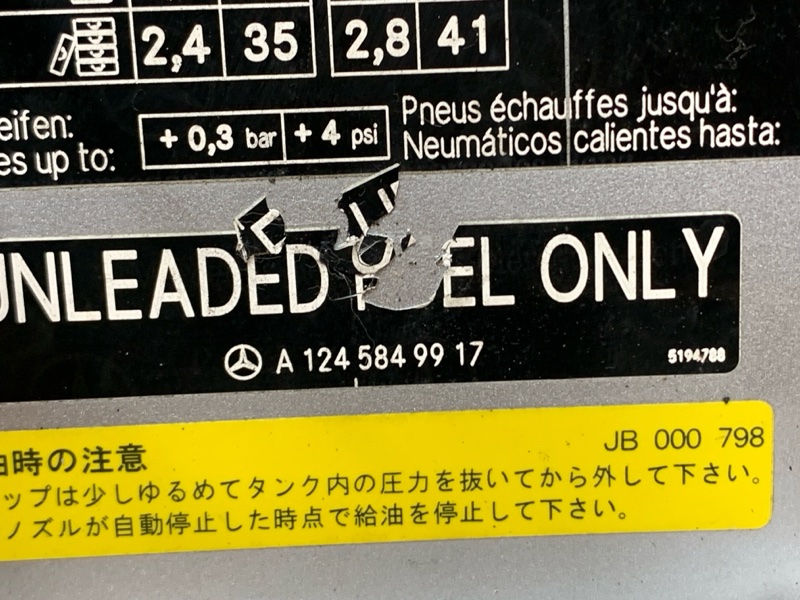 2,4 35 2,8 41
eifen:
es up to:
+ 0,3 bar + 4 psi
Pneus échauffes jusqu'à:
Neumáticos calientes hasta:
UNLEADED ONLY
A 124 584 99 17
5194788
JB 000 798
油時の注意
ップは少しゆるめてタンク内の圧力を抜いてから外して下さい。
ノズルが自動停止した時点で給油を停止して下さい。